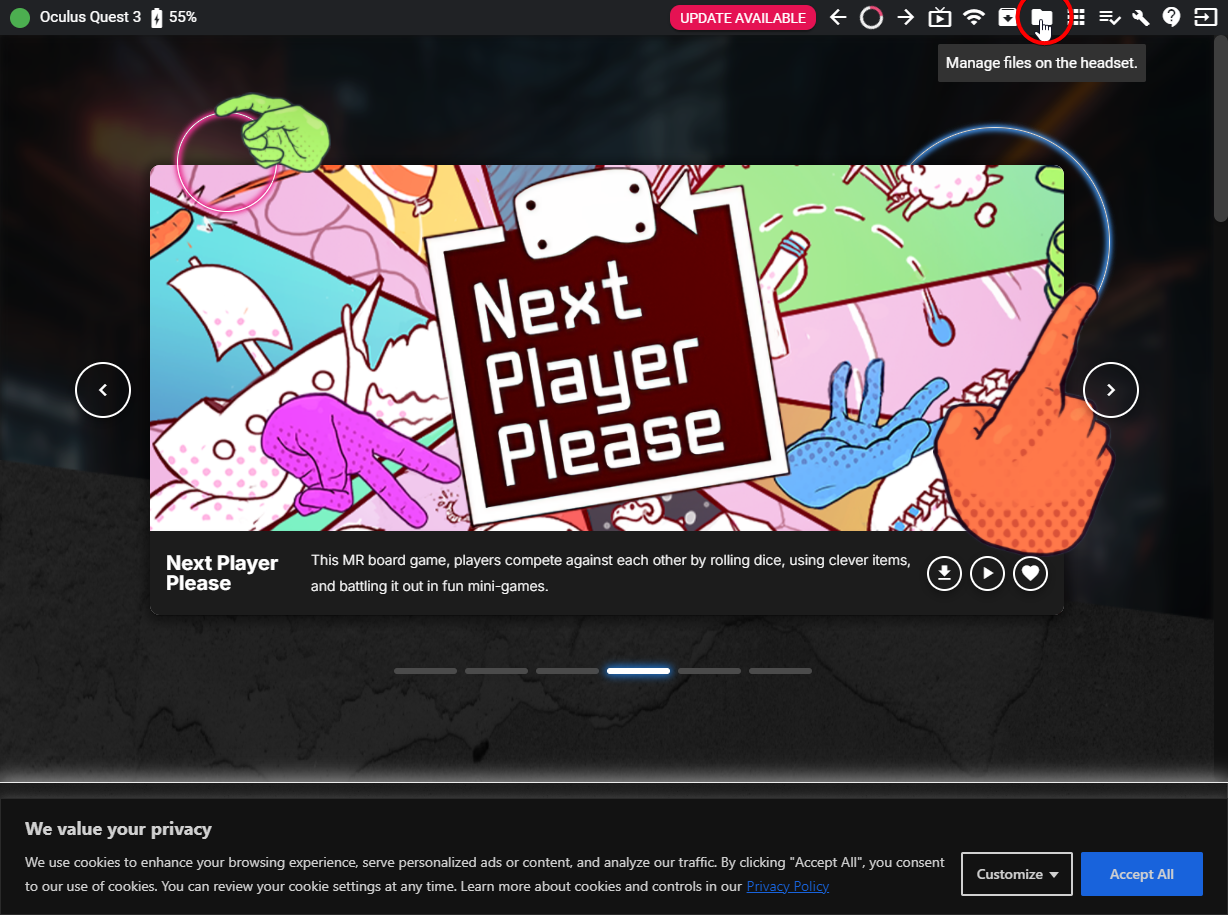 Oculus Quest 3 55%
UPDATE AVAILABLE
Manage files on the headset.
Next
Player
Please
Next Player
Please
This MR board game, players compete against each other by rolling dice, using clever items,
and battling it out in fun mini-games.
We value your privacy
We use cookies to enhance your browsing experience, serve personalized ads or content, and analyze our traffic. By clicking "Accept All", you consent
to our use of cookies. You can review your cookie settings at any time. Learn more about cookies and controls in our Privacy Policy
Customize
Accept All